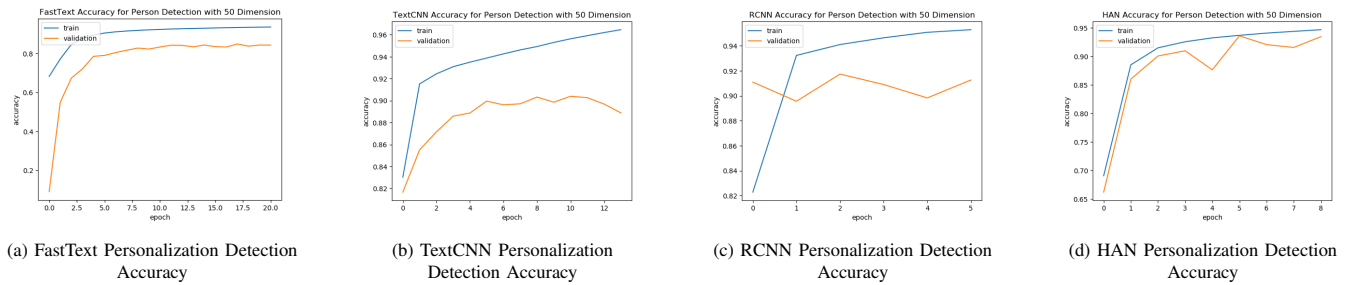 FastText Accuracy for Person Detection with 50 Dimension
train
validation
0.8
0.6
0.4
0.2
accuracy
0.0 2.5 5.0 7.5 10.0 12.5 15.0 17.5 20.0
epoch
(a) FastText Personalization Detection
Accuracy
TextCNN Accuracy for Person Detection with 50 Dimension
train
validation
0.96
0.94
0.92
0.90
0.88
0.86
0.84
0.82
accuracy
0 2 4 6 8 10 12
epoch
(b) TextCNN Personalization
Detection Accuracy
RCNN Accuracy for Person Detection with 50 Dimension
train
validation
0.94
0.92
0.90
0.88
0.86
0.84
0.82
accuracy
0 1 2 3 4 5
epoch
(c) RCNN Personalization Detection
Accuracy
HAN Accuracy for Person Detection with 50 Dimension
train
validation
0.95
0.90
0.85
0.80
0.75
0.70
0.65
accuracy
0 1 2 3 4 5 6 7 8
epoch
(d) HAN Personalization Detection
Accuracy